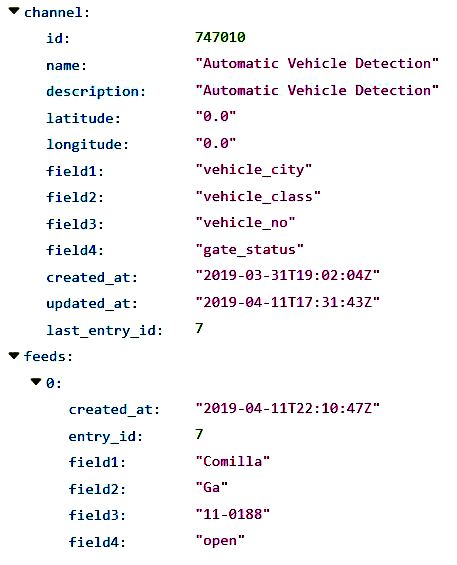 channel:
id: 747010
name: "Automatic Vehicle Detection"
description: "Automatic Vehicle Detection"
latitude: "0.0"
longitude: "0.0"
field1: "vehicle_city"
field2: "vehicle_class"
field3: "vehicle_no"
field4: "gate_status"
created_at: "2019-03-31T19:02:04Z"
updated_at: "2019-04-11T17:31:43Z"
last_entry_id: 7
feeds:
0:
created_at: "2019-04-11T22:10:47Z"
entry_id: 7
field1: "Comilla"
field2: "Ga"
field3: "11-0188"
field4: "open"